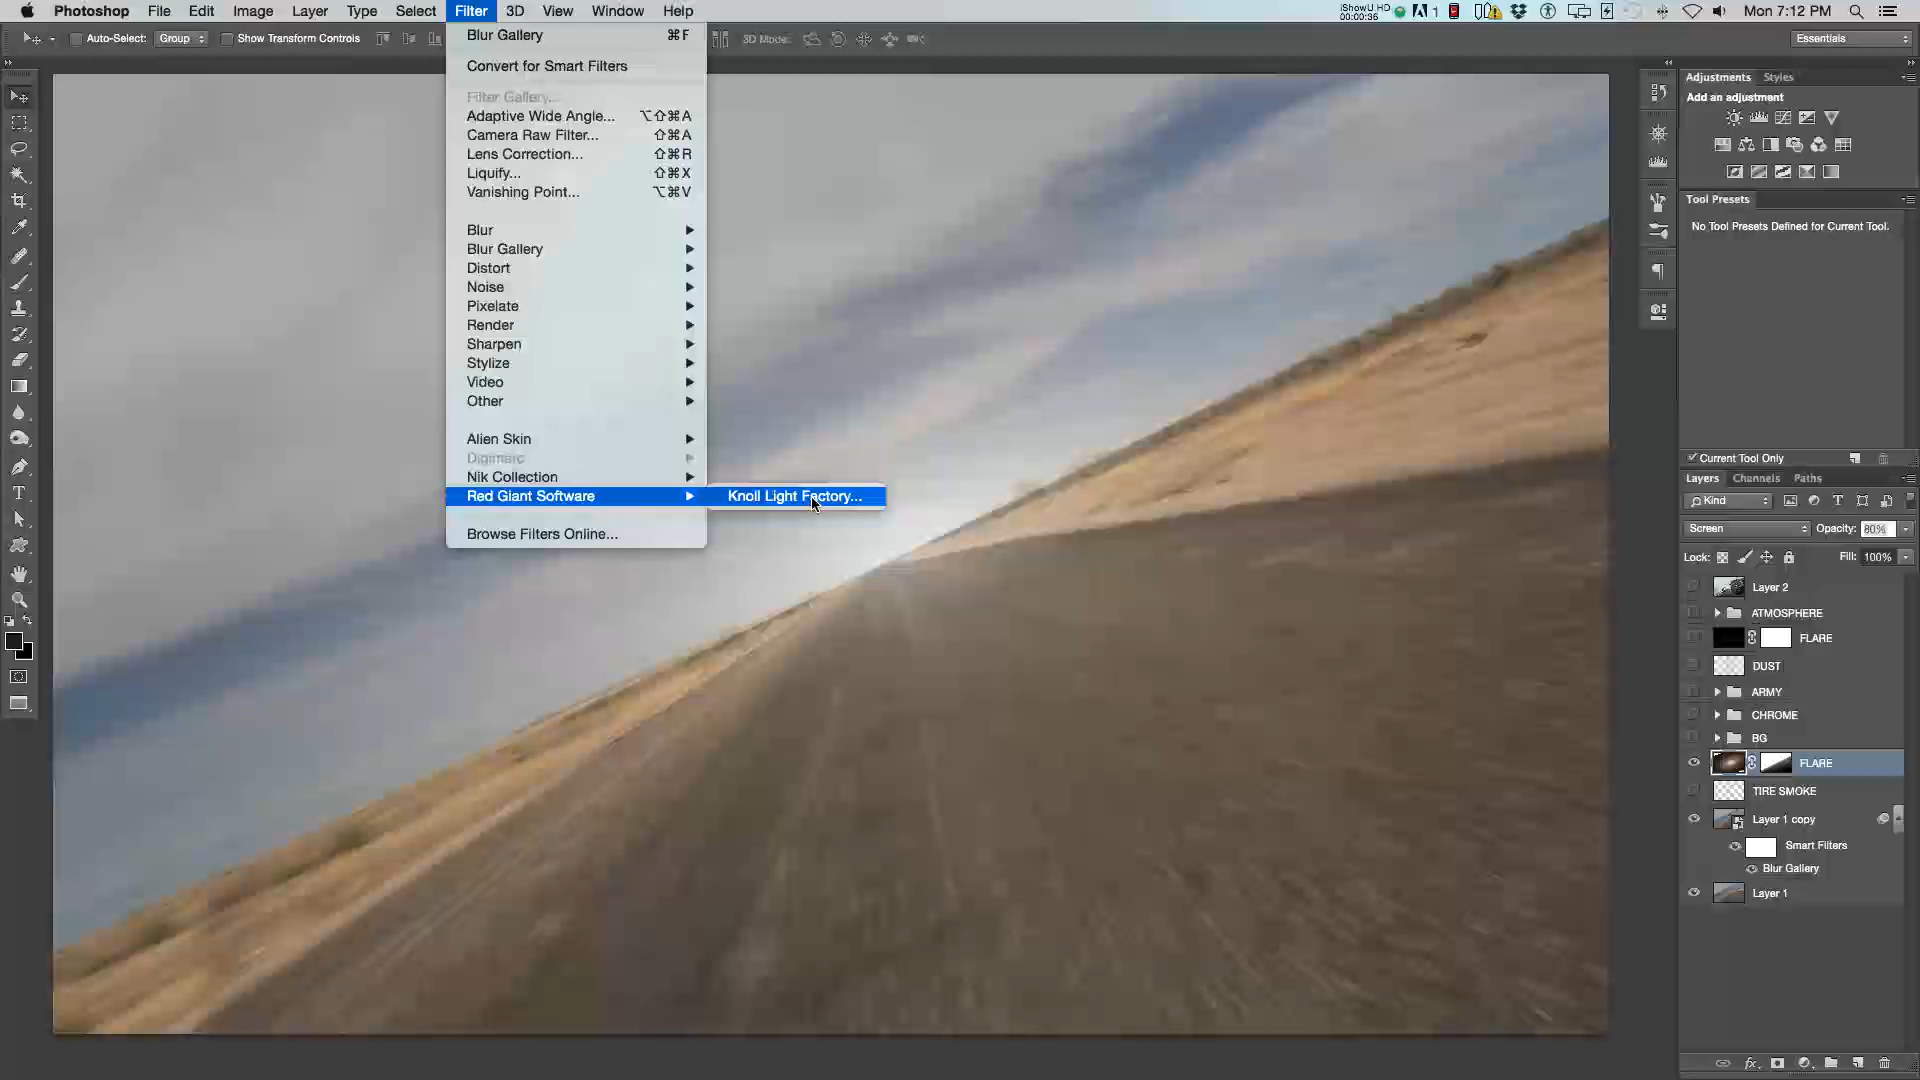 Photoshop File Edit Image Layer Type Select Filter 3D View Window Help
iShowU.HD 00:00:36 1 Mon 7:12 PM
Auto-Select: Group Show Transform Controls 3D Mode: Essentials
Blur Gallery ⌘F
Convert for Smart Filters
Filter Gallery...
Adaptive Wide Angle... ⌥⇧⌘A
Camera Raw Filter... ⇧⌘A
Lens Correction... ⇧⌘R
Liquify... ⇧⌘X
Vanishing Point... ⌥⌘V
Blur
Blur Gallery
Distort
Noise
Pixelate
Render
Sharpen
Stylize
Video
Other
Alien Skin
Digimarc
Nik Collection
Red Giant Software
Knoll Light Factory...
Browse Filters Online...
Adjustments Styles
Add an adjustment
Tool Presets
No Tool Presets Defined for Current Tool.
Current Tool Only
Layers Channels Paths
Kind
Screen Opacity: 80%
Lock: Fill: 100%
Layer 2
ATMOSPHERE
FLARE
DUST
ARMY
CHROME
BG
FLARE
TIRE SMOKE
Layer 1 copy
Smart Filters
Blur Gallery
Layer 1